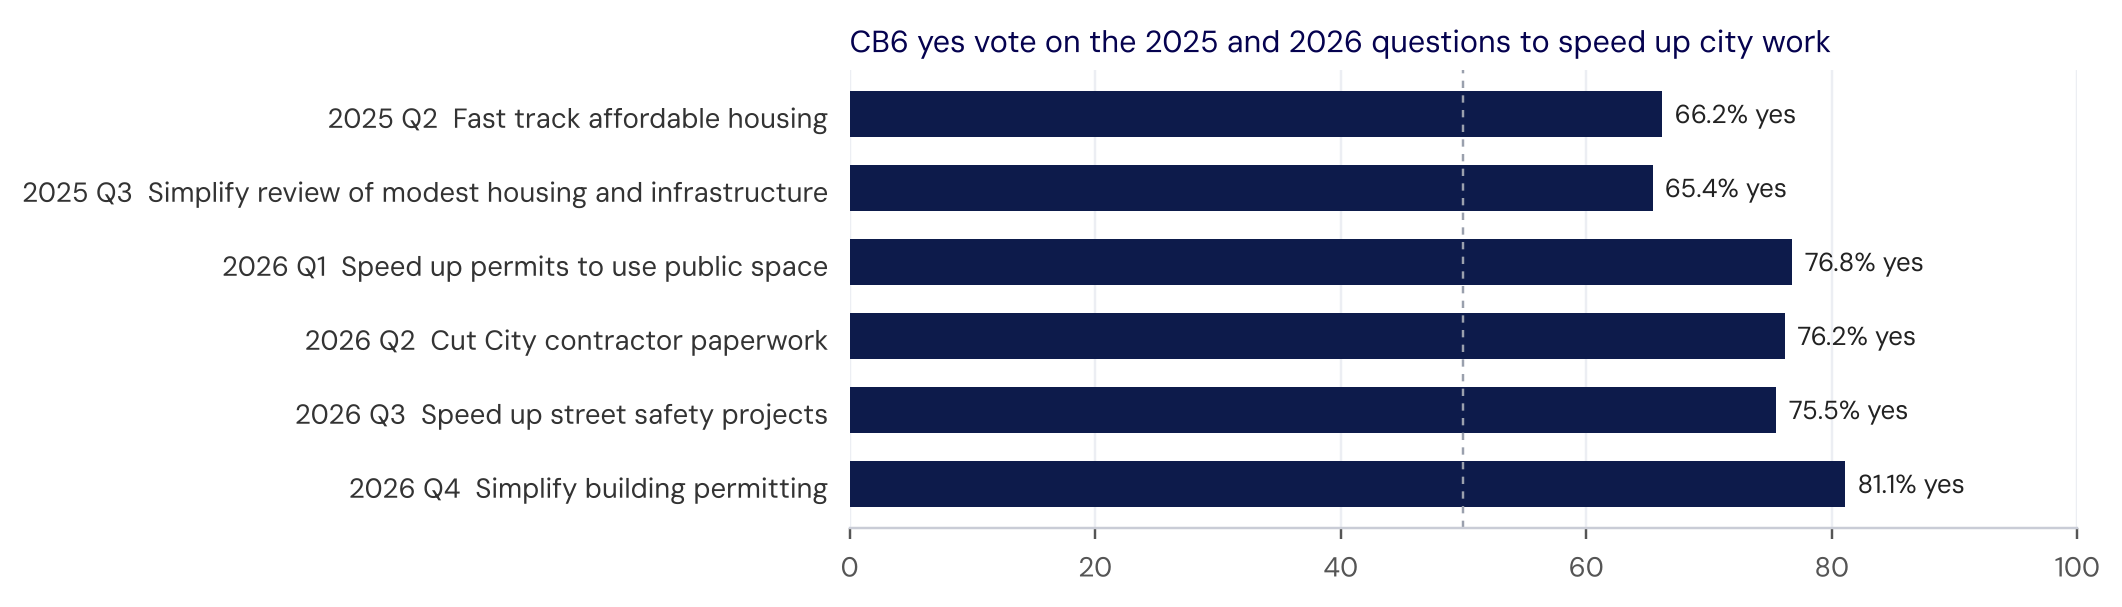 CB6 yes vote on the 2025 and 2026 questions to speed up city work
2025 Q2  Fast track affordable housing
66.2% yes
2025 Q3  Simplify review of modest housing and infrastructure
65.4% yes
2026 Q1  Speed up permits to use public space
76.8% yes
2026 Q2  Cut City contractor paperwork
76.2% yes
2026 Q3  Speed up street safety projects
75.5% yes
2026 Q4  Simplify building permitting
81.1% yes
0 20 40 60 80 100